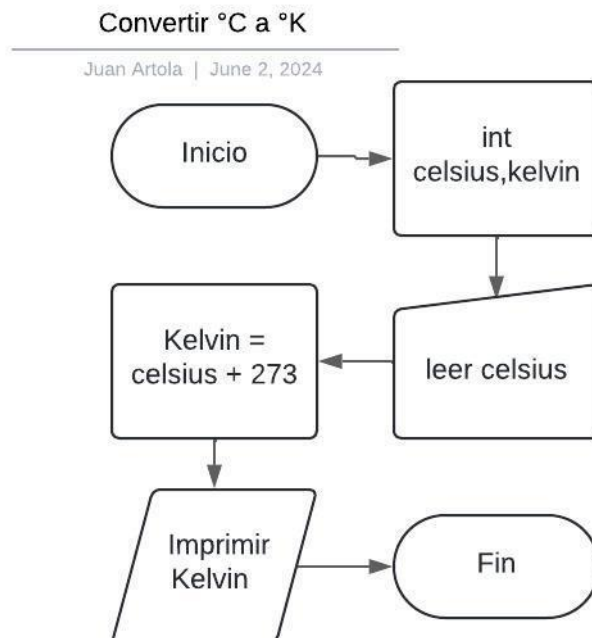 Convertir °C a °K
Juan Artola | June 2, 2024
Inicio
int
celsius,kelvin
leer celsius
Kelvin =
celsius + 273
Imprimir
Kelvin
Fin